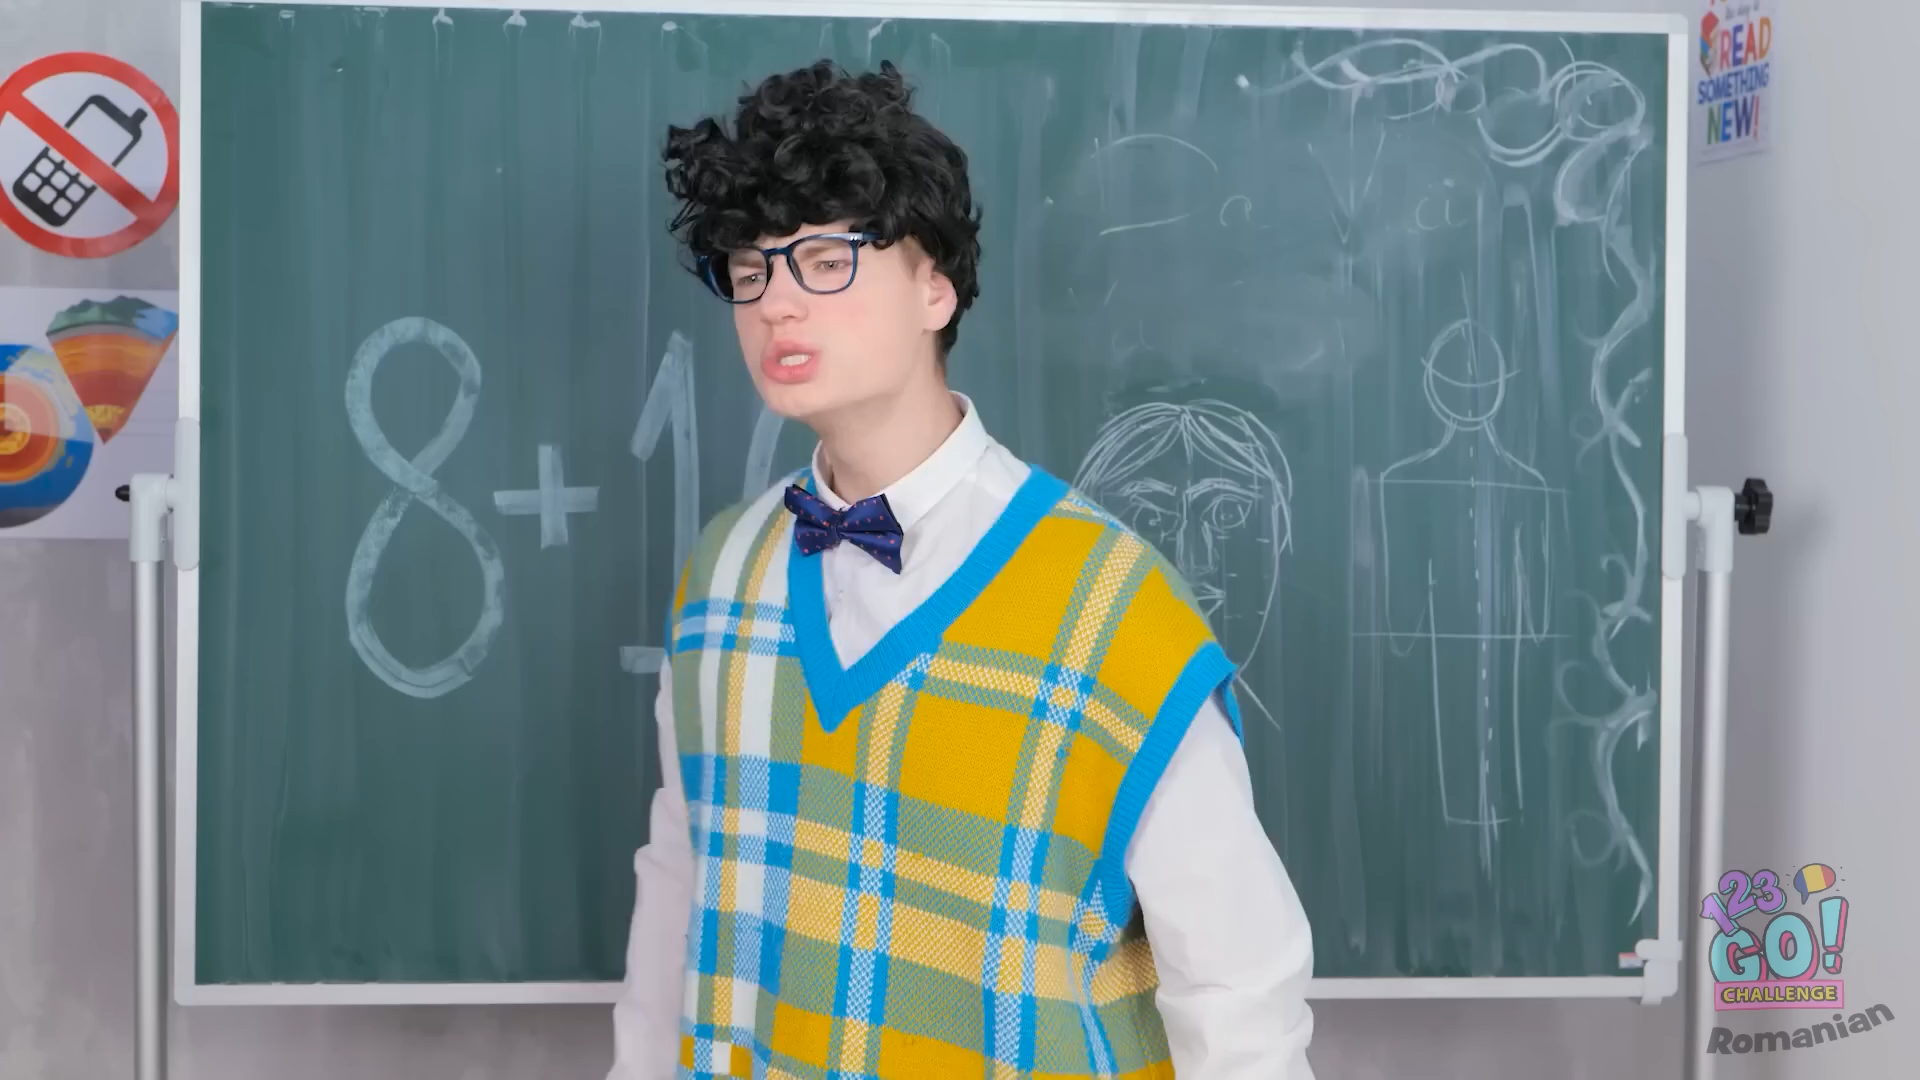 8+1
READ
SOMETHING
NEW!
123
GO!
CHALLENGE
Romanian